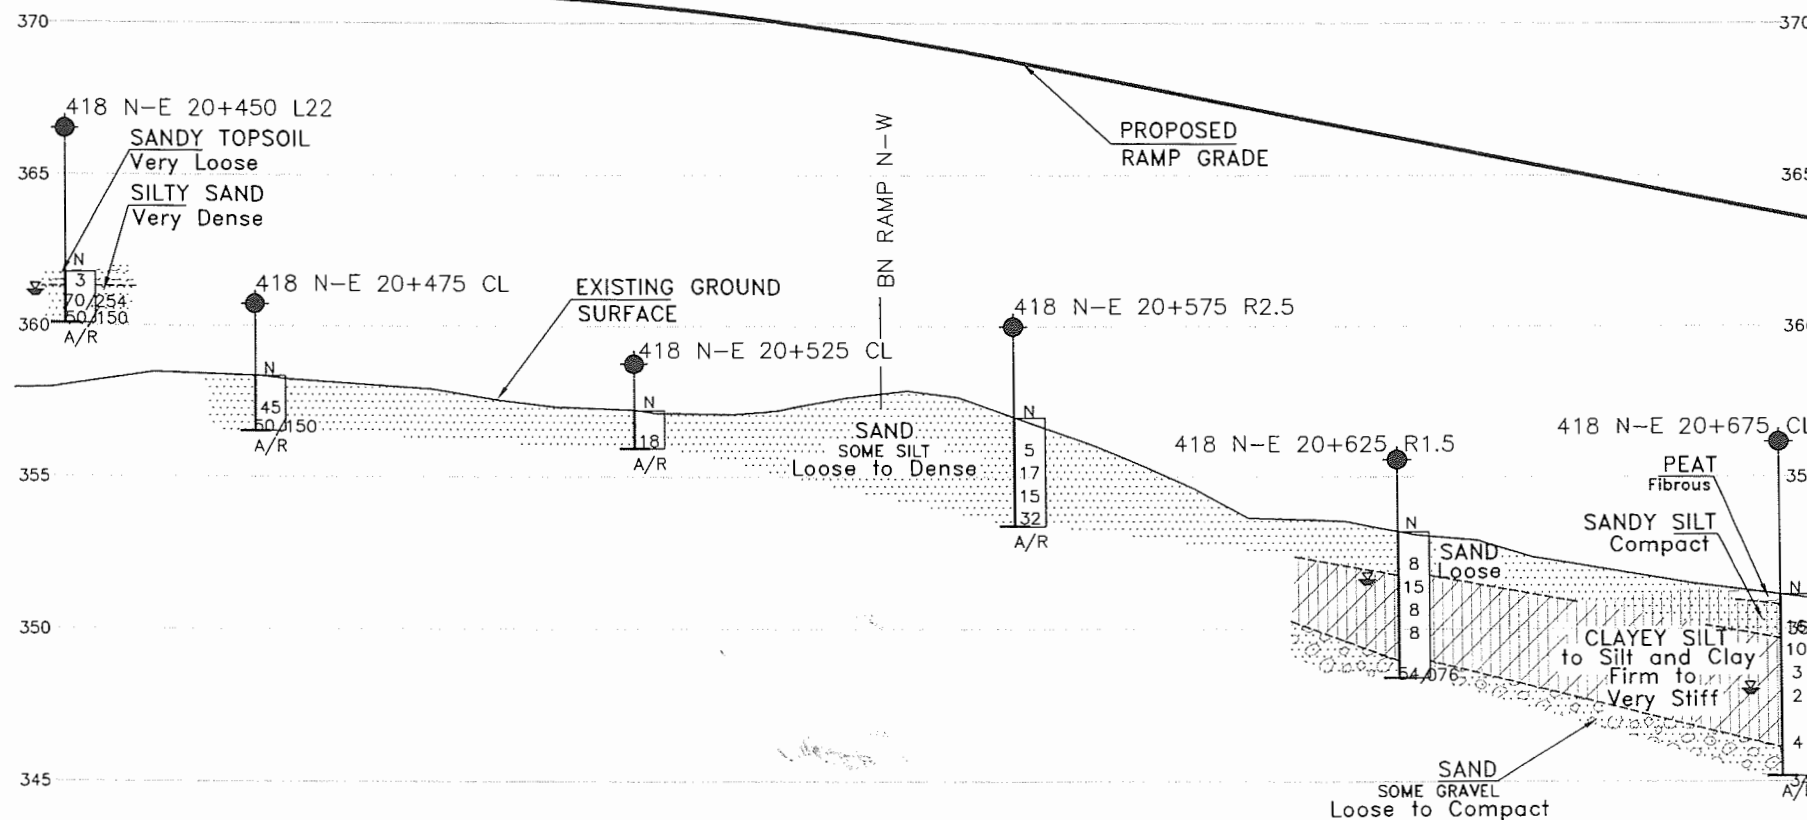 370
370
418 N-E 20+450 L22
SANDY TOPSOIL
Very Loose
PROPOSED
RAMP GRADE
BN RAMP N-W
365
365
SILTY SAND
Very Dense
N
3
70/254
50/150
A/R
418 N-E 20+475 CL
EXISTING GROUND
SURFACE
418 N-E 20+575 R2.5
360
418 N-E 20+525 CL
N
45
50/150
A/R
N
18
A/R
SAND
SOME SILT
Loose to Dense
N
5
17
15
32
A/R
418 N-E 20+625 R1.5
418 N-E 20+675 CL
355
PEAT
Fibrous
SANDY SILT
Compact
N
8
15
8
8
54/076
SAND
Loose
N
10
3
2
4
350
CLAYEY SILT
to Silt and Clay
Firm to
Very Stiff
345
SAND
SOME GRAVEL
Loose to Compact